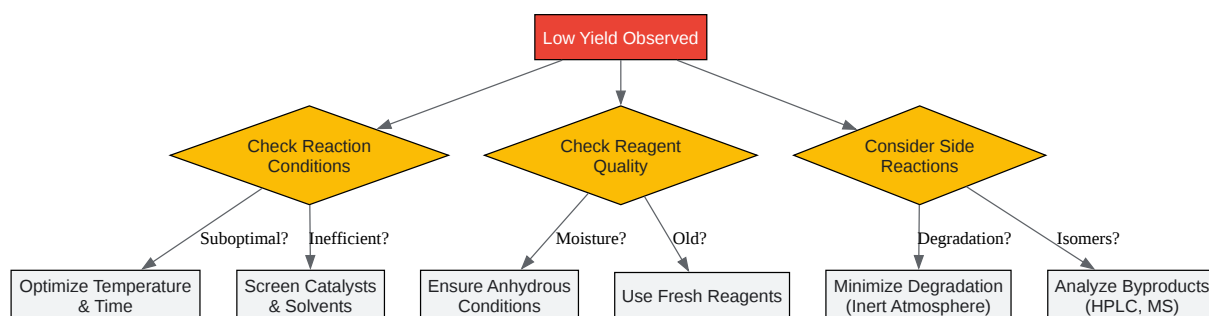 Low Yield Observed
Check Reaction
Conditions
Check Reagent
Quality
Consider Side
Reactions
Suboptimal?
Inefficient?
Moisture?
Old?
Degradation?
Isomers?
Optimize Temperature
& Time
Screen Catalysts
& Solvents
Ensure Anhydrous
Conditions
Use Fresh Reagents
Minimize Degradation
(Inert Atmosphere)
Analyze Byproducts
(HPLC, MS)